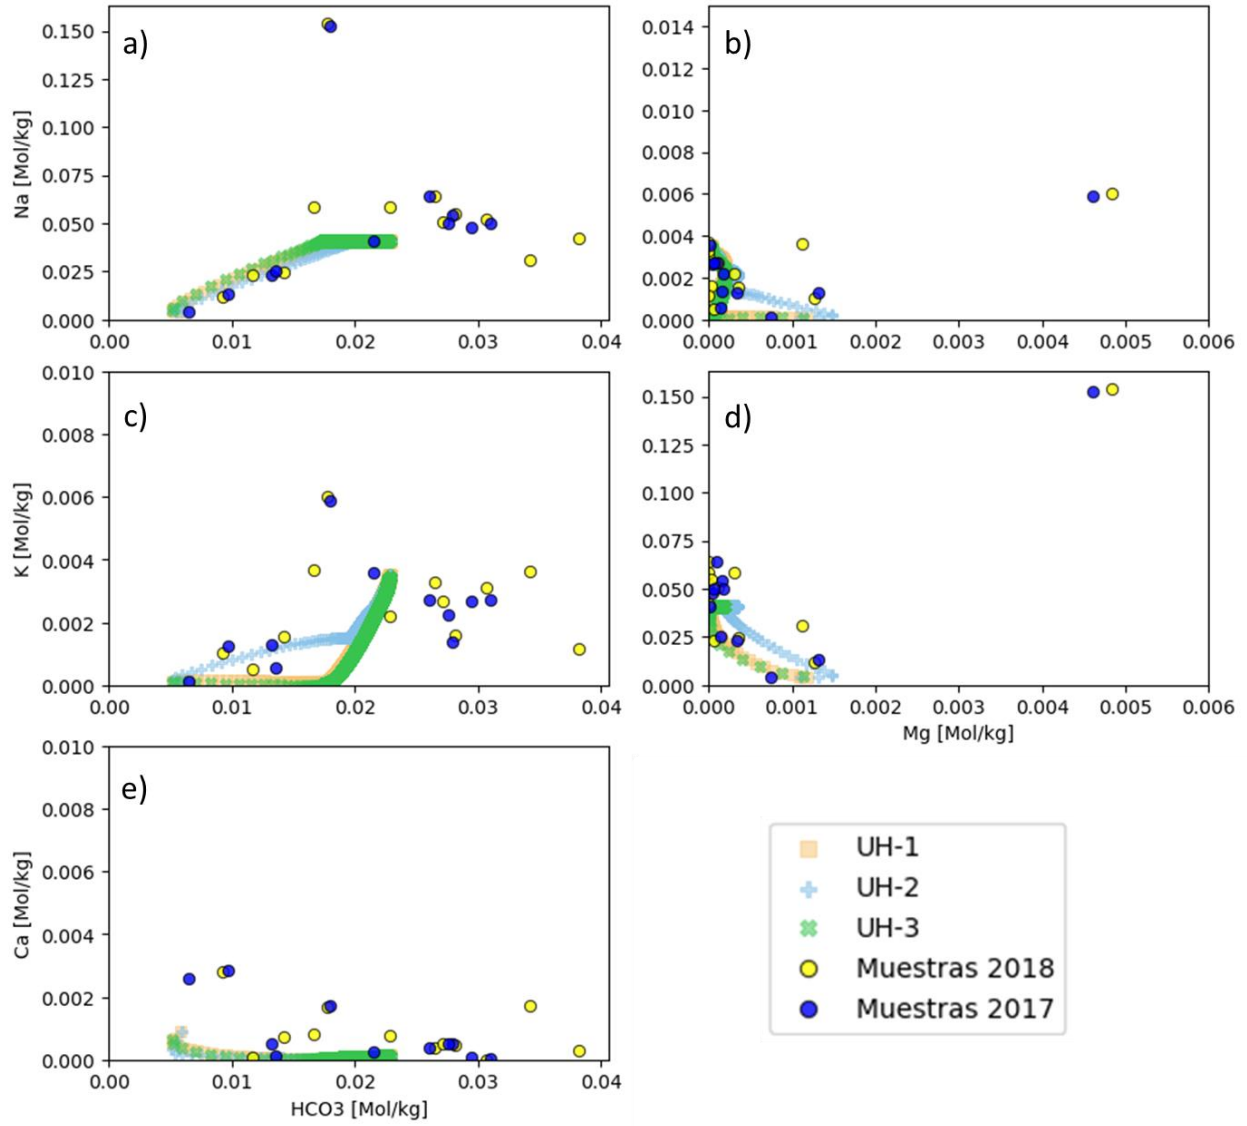 a)
Na [Mol/kg]
0.150
0.125
0.100
0.075
0.050
0.025
0.000
0.00 0.01 0.02 0.03 0.04
b)
0.014
0.012
0.010
0.008
0.006
0.004
0.002
0.000
0.000 0.001 0.002 0.003 0.004 0.005 0.006
c)
K [Mol/kg]
0.010
0.008
0.006
0.004
0.002
0.000
0.00 0.01 0.02 0.03 0.04
d)
0.150
0.125
0.100
0.075
0.050
0.025
0.000
0.000 0.001 0.002 0.003 0.004 0.005 0.006
Mg [Mol/kg]
e)
Ca [Mol/kg]
0.010
0.008
0.006
0.004
0.002
0.000
0.00 0.01 0.02 0.03 0.04
HCO3 [Mol/kg]
UH-1
UH-2
UH-3
Muestras 2018
Muestras 2017